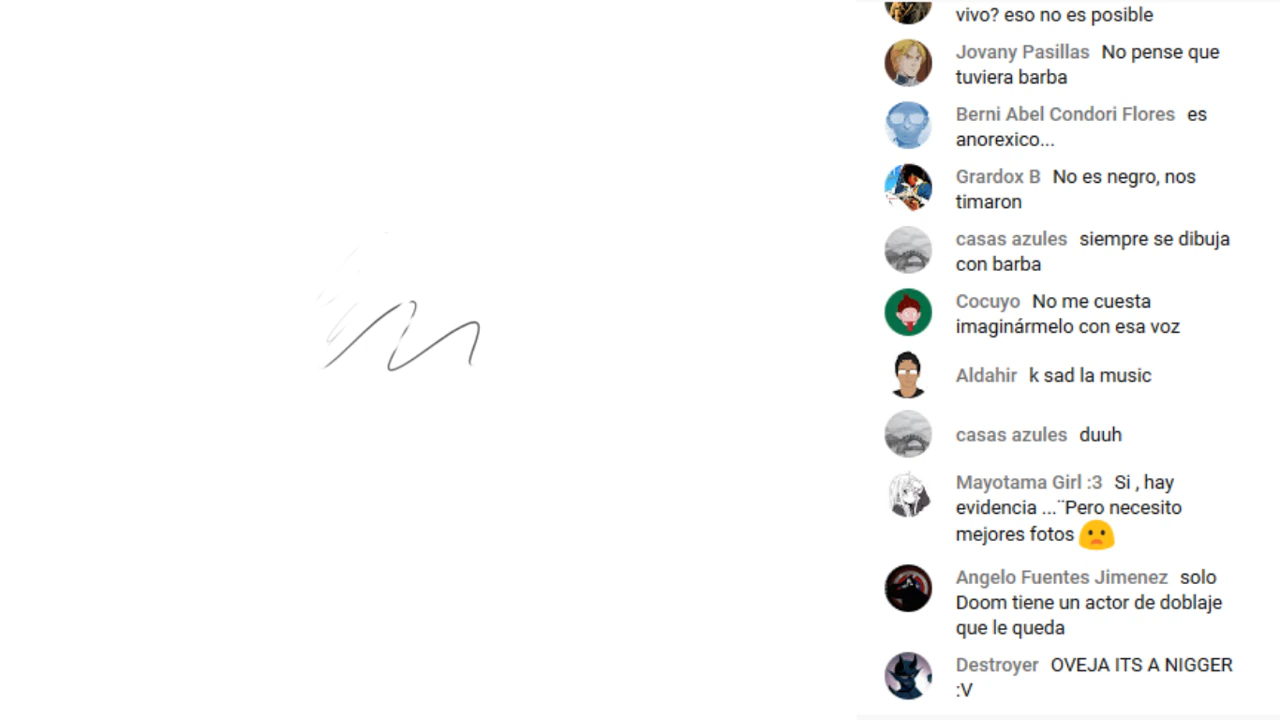 vivo? eso no es posible
Jovany Pasillas No pense que
tuviera barba
Berni Abel Condori Flores es
anorexico...
Grardox B No es negro, nos
timaron
casas azules siempre se dibuja
con barba
Cocuyo No me cuesta
imaginármelo con esa voz
Aldahir k sad la music
casas azules duuh
Mayotama Girl :3 Si , hay
evidencia ...¨Pero necesito
mejores fotos
Angelo Fuentes Jimenez solo
Doom tiene un actor de doblaje
que le queda
Destroyer OVEJA ITS A NIGGER
:V